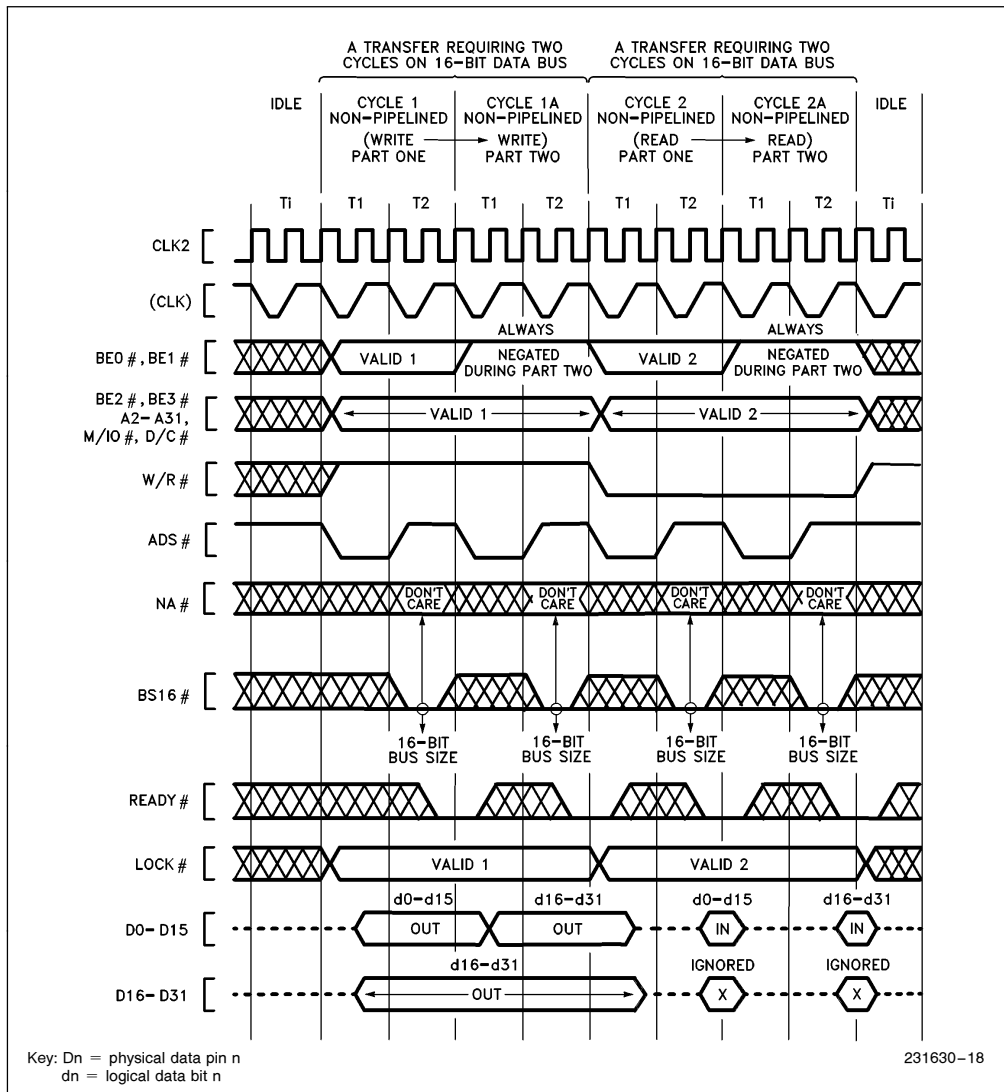 A TRANSFER REQUIRING TWO
CYCLES ON 16-BIT DATA BUS
A TRANSFER REQUIRING TWO
CYCLES ON 16-BIT DATA BUS
IDLE
CYCLE 1
NON-PIPELINED
(WRITE
PART ONE
CYCLE 1A
NON-PIPELINED
WRITE)
PART TWO
CYCLE 2
NON-PIPELINED
(READ
PART ONE
CYCLE 2A
NON-PIPELINED
READ)
PART TWO
IDLE
Ti T1 T2 T1 T2 T1 T2 T1 T2 Ti
CLK2
(CLK)
ALWAYS ALWAYS
BE0#, BE1# VALID 1 NEGATED VALID 2 NEGATED
DURING PART TWO DURING PART TWO
BE2#, BE3#
A2-A31,
M/IO#, D/C#
VALID 1 VALID 2
W/R#
ADS#
NA# DON'T DON'T DON'T DON'T
CARE CARE CARE CARE
BS16#
16-BIT 16-BIT 16-BIT 16-BIT
BUS SIZE BUS SIZE BUS SIZE BUS SIZE
READY#
LOCK# VALID 1 VALID 2
d0-d15 d16-d31 d0-d15 d16-d31
D0-D15 OUT OUT IN IN
d16-d31 IGNORED IGNORED
D16-D31 OUT X X
Key: Dn = physical data pin n
dn = logical data bit n
231630-18